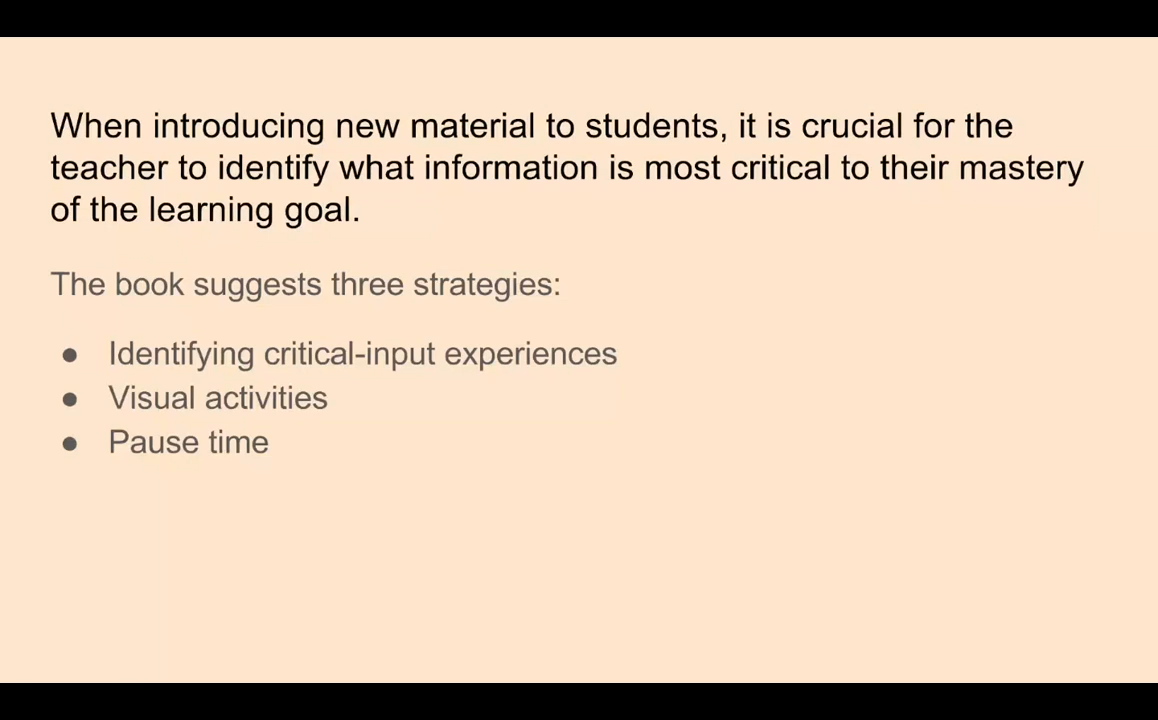 When introducing new material to students, it is crucial for the
teacher to identify what information is most critical to their mastery
of the learning goal.
The book suggests three strategies:
● Identifying critical-input experiences
● Visual activities
● Pause time